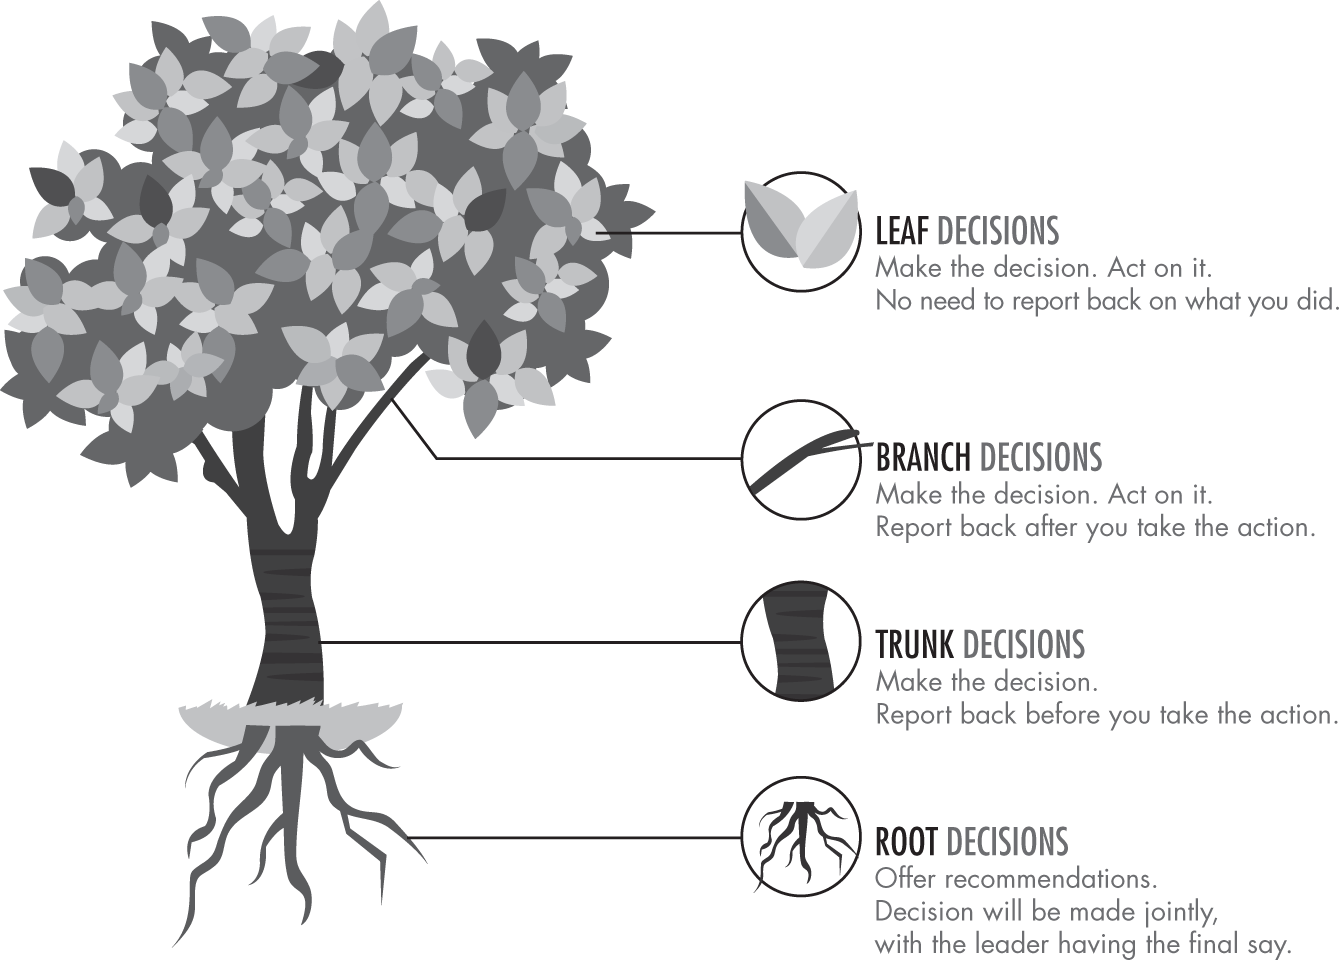 LEAF DECISIONS
Make the decision. Act on it.
No need to report back on what you did.
BRANCH DECISIONS
Make the decision. Act on it.
Report back after you take the action.
TRUNK DECISIONS
Make the decision.
Report back before you take the action.
ROOT DECISIONS
Offer recommendations.
Decision will be made jointly,
with the leader having the final say.